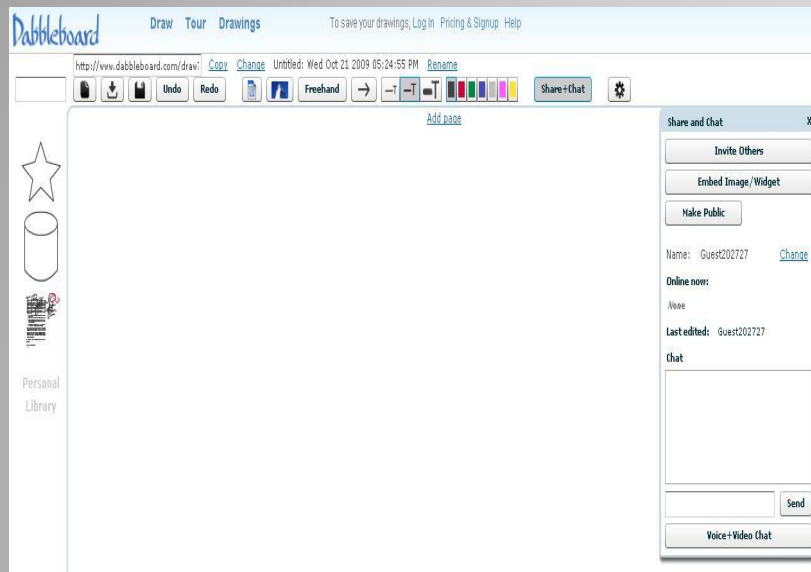 Dabbleboard
Draw Tour Drawings To save your drawings, Log In Pricing & Signup Help
http://www.dabbleboard.com/draw? Copy Change Untitled: Wed Oct 21 2009 05:24:55 PM Rename
Undo Redo Freehand → T T T Share+Chat
Add page
Share and Chat X
Invite Others
Embed Image/Widget
Make Public
Name: Guest202727 Change
Online now:
None
Last edited: Guest202727
Chat
Send
Voice+Video Chat
Personal
Library